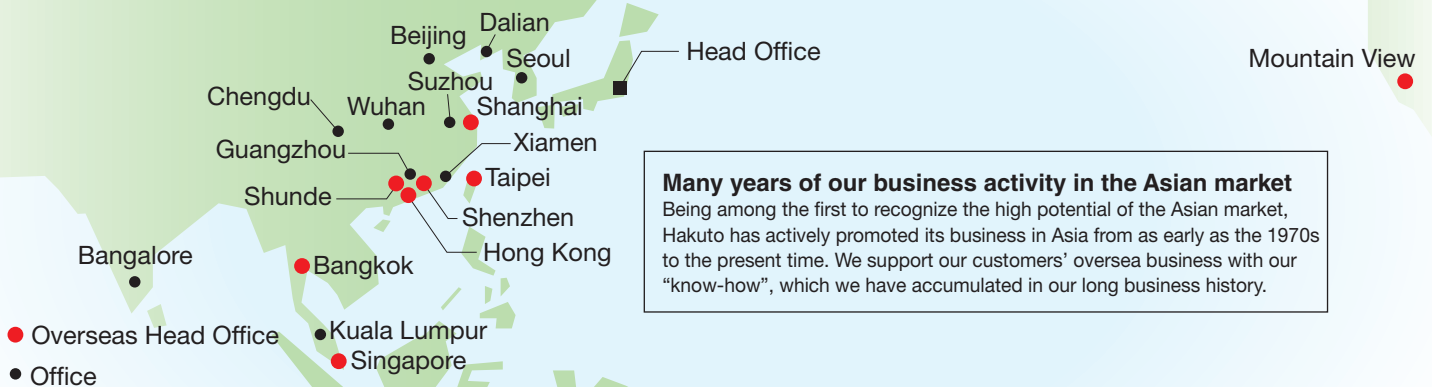 Dalian
Beijing
Head Office
Mountain View
Seoul
Suzhou
Chengdu
Wuhan
Shanghai
Guangzhou
Xiamen
Taipei
Shunde
Shenzhen
Hong Kong
Many years of our business activity in the Asian market
Being among the first to recognize the high potential of the Asian market,
Hakuto has actively promoted its business in Asia from as early as the 1970s
to the present time. We support our customers’ oversea business with our
“know-how”, which we have accumulated in our long business history.
Bangalore
Bangkok
Kuala Lumpur
Singapore
Overseas Head Office
Office